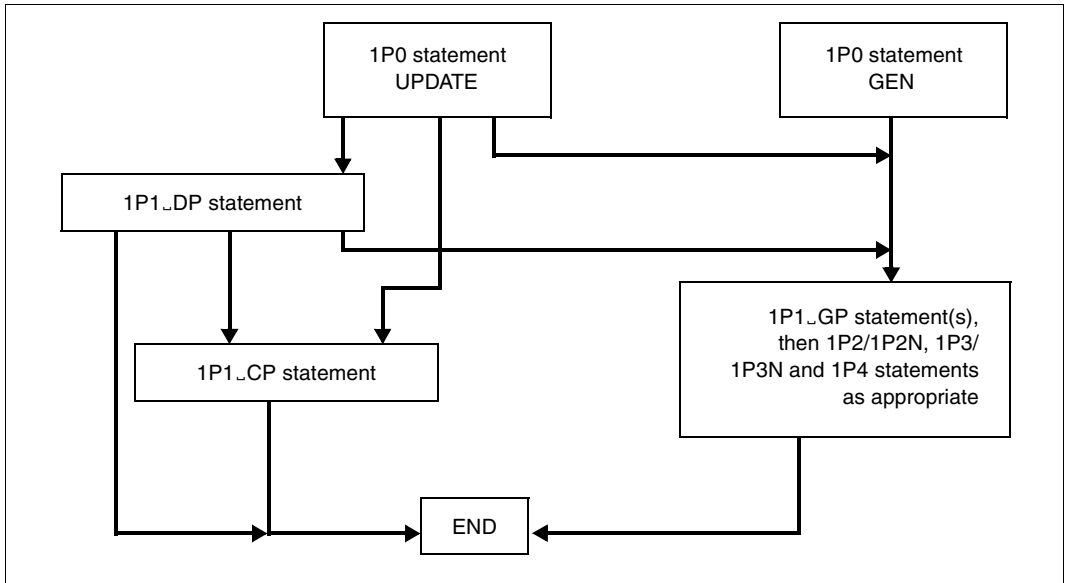 1P0 statement
UPDATE
1P0 statement
GEN
1P1␣DP statement
1P1␣GP statement(s),
then 1P2/1P2N, 1P3/
1P3N and 1P4 statements
as appropriate
1P1␣CP statement
END